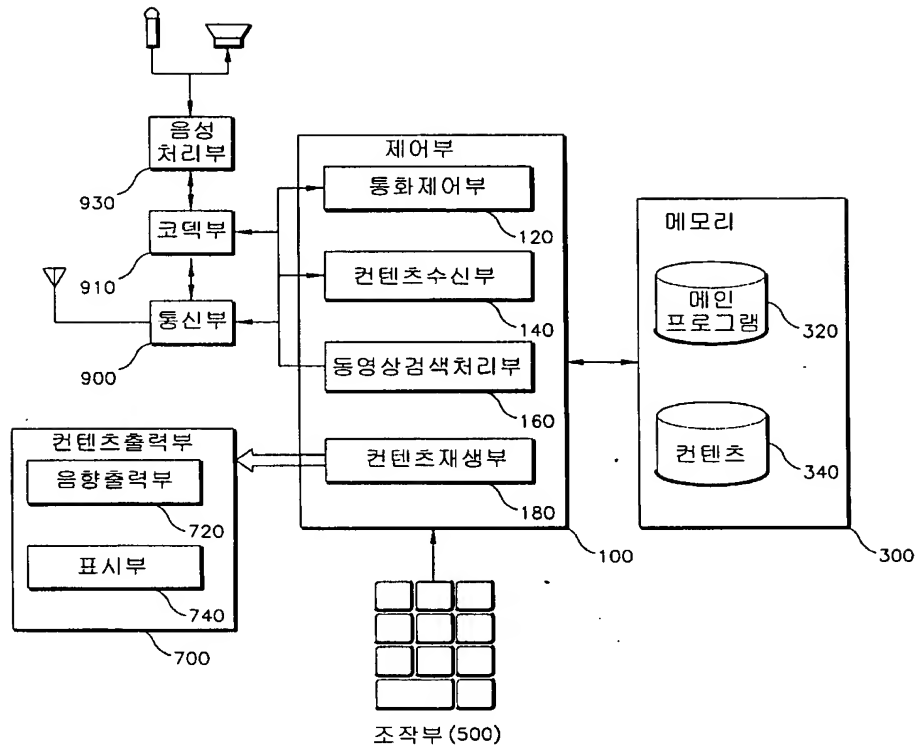 음성
처리부
930
코덱부
910
통신부
900
제어부
통화제어부
120
컨텐츠수신부
140
동영상검색처리부
160
컨텐츠재생부
180
100
메모리
메인
프로그램
320
컨텐츠
340
300
컨텐츠출력부
음향출력부
720
표시부
740
700
조작부(500)